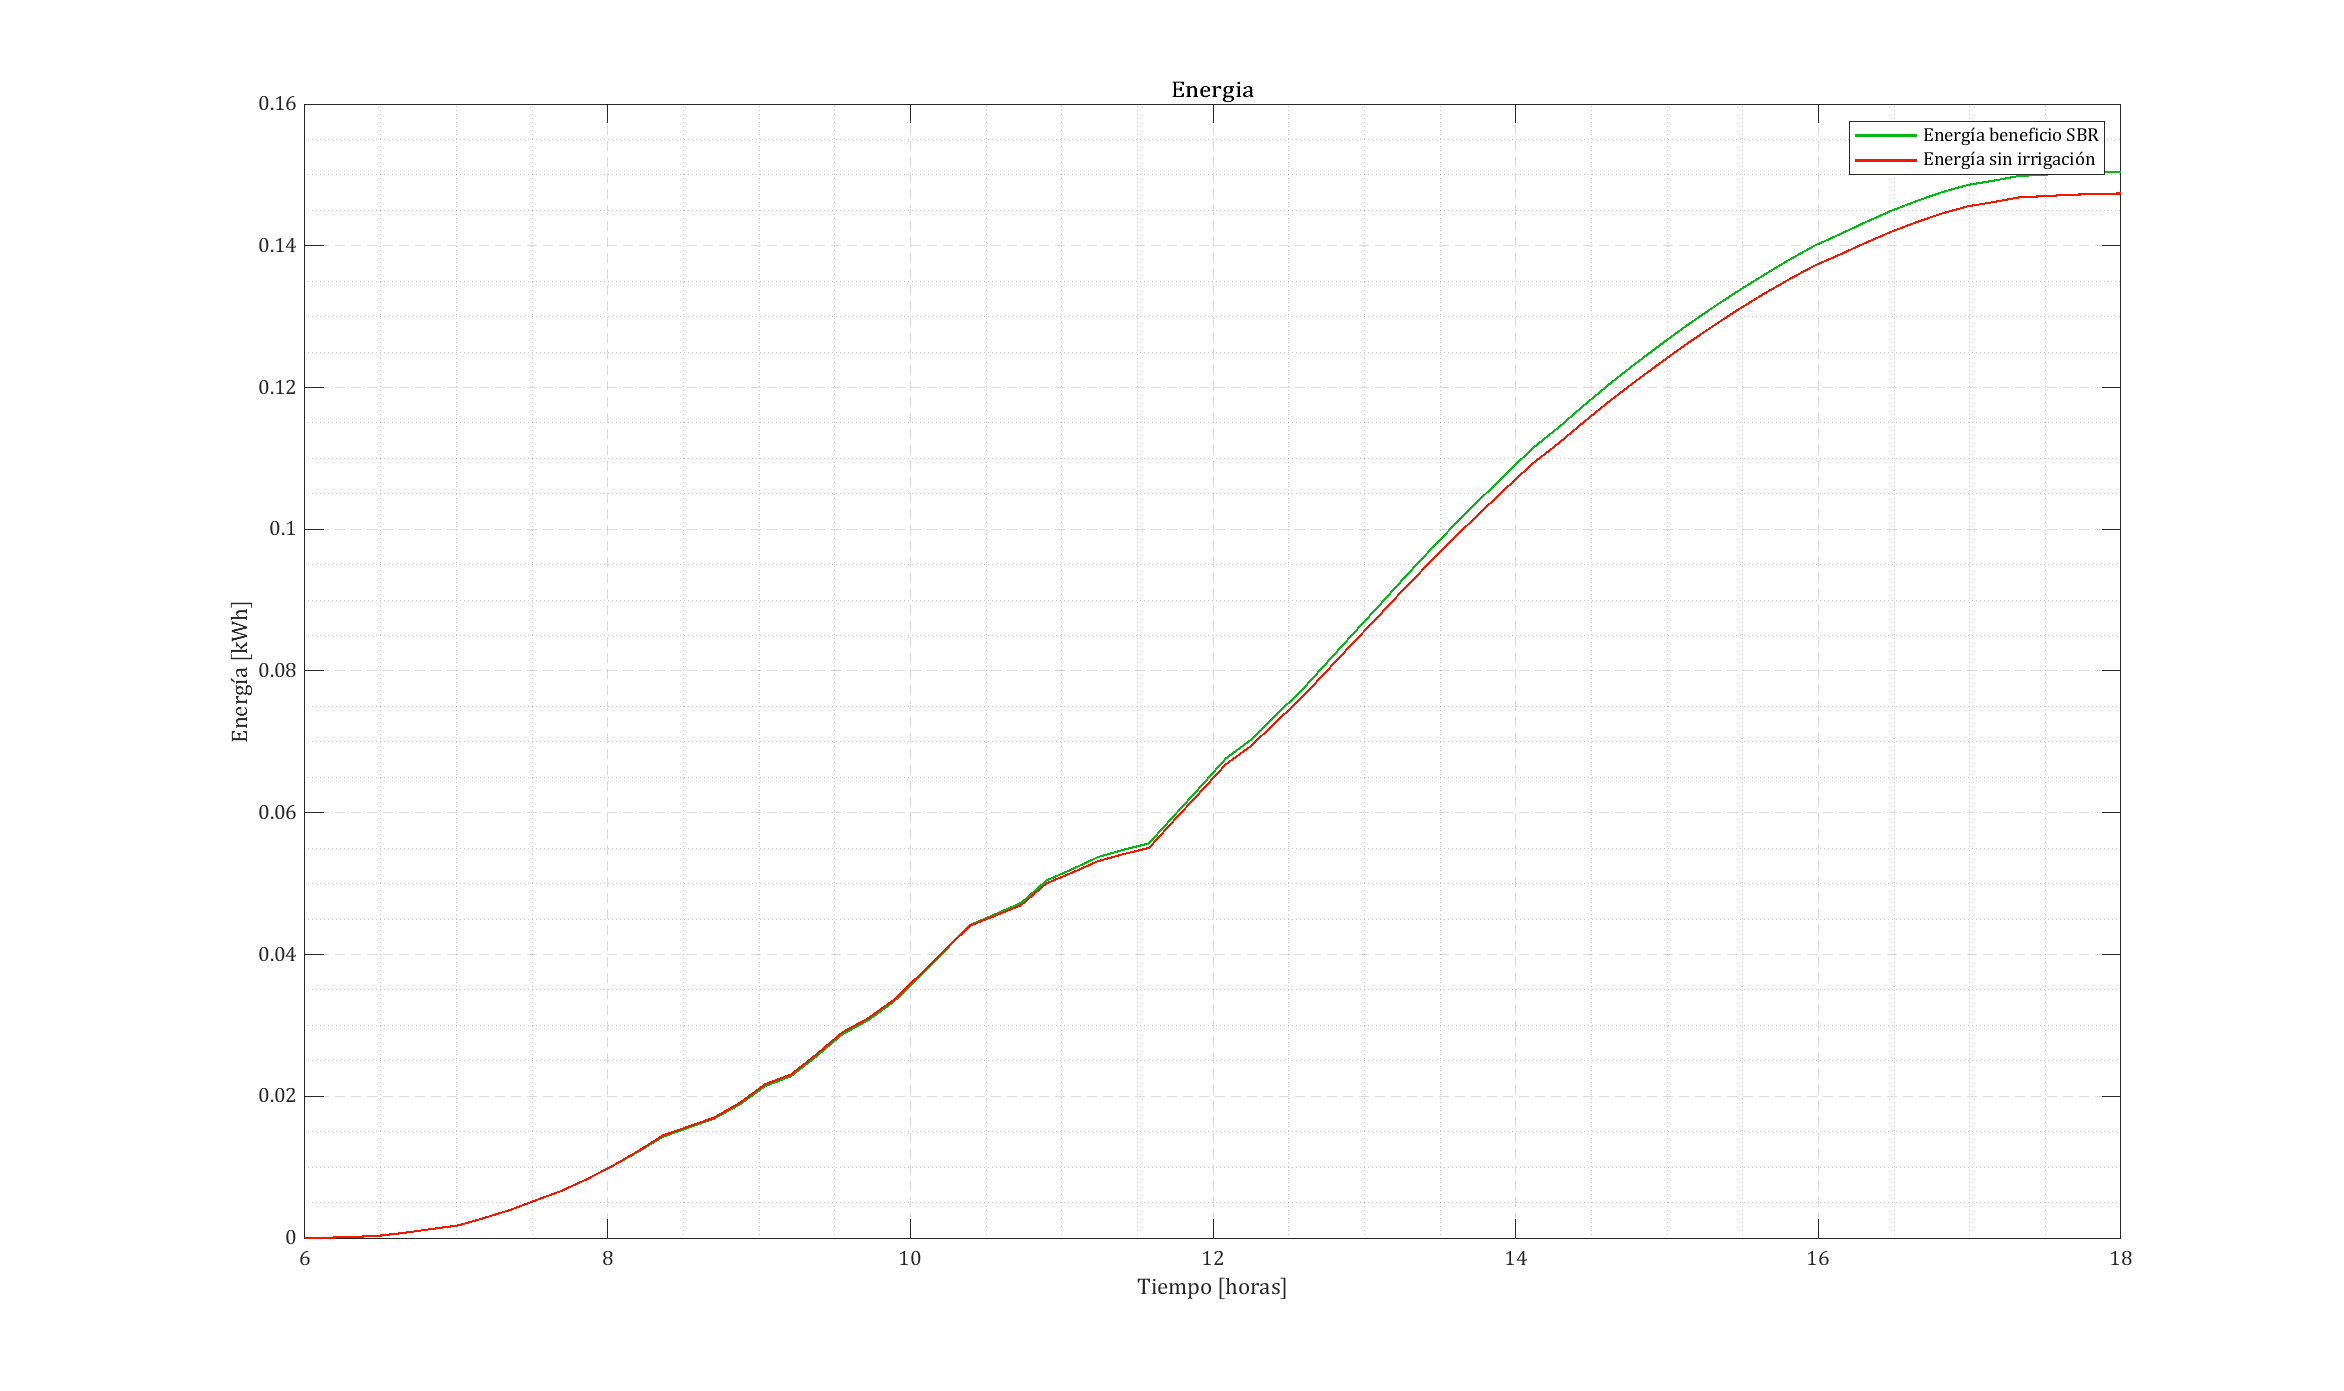 Energia
0.16
0.14
0.12
0.1
0.08
0.06
0.04
0.02
0
Energía [kWh]
6 8 10 12 14 16 18
Tiempo [horas]
Energía beneficio SBR
Energía sin irrigación